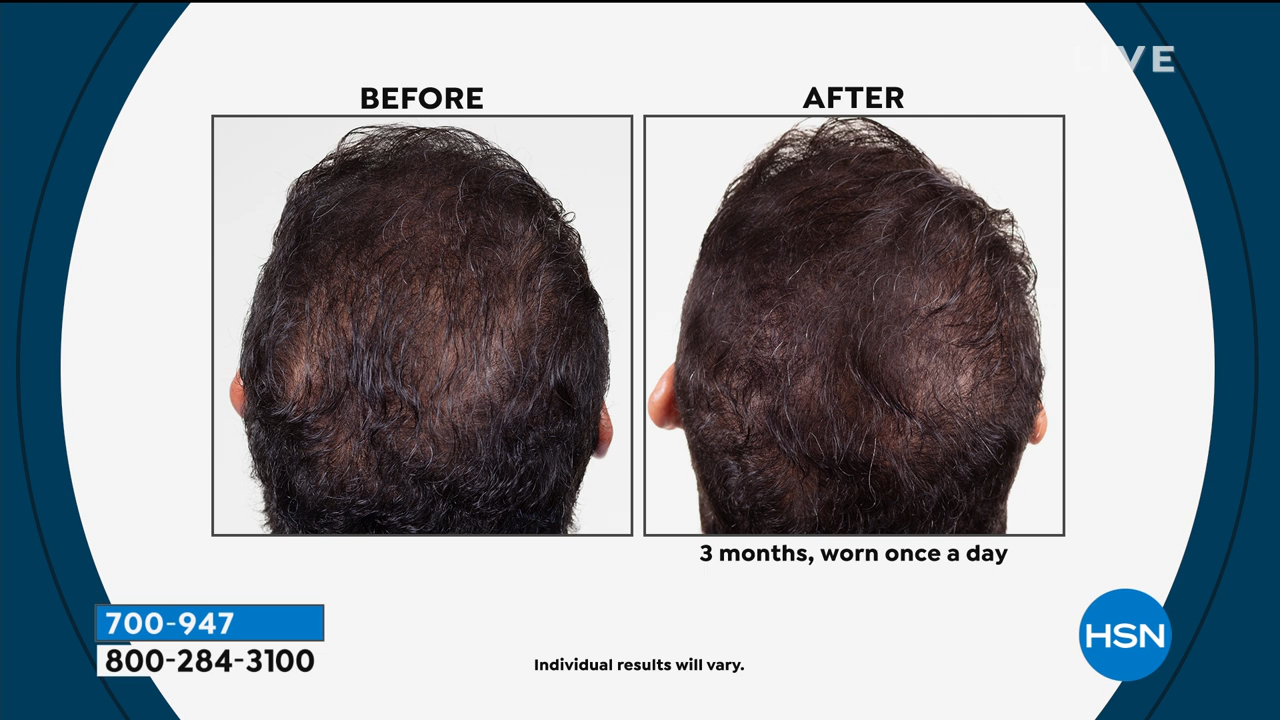 LIVE
BEFORE
AFTER
3 months, worn once a day
700-947
800-284-3100
HSN
Individual results will vary.